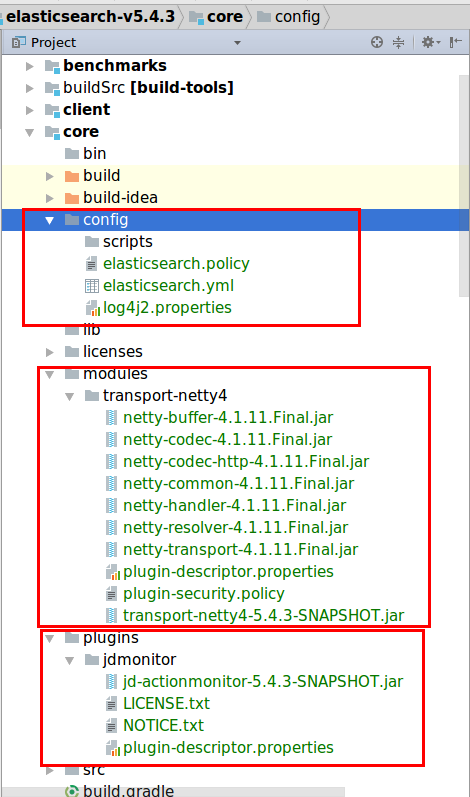 elasticsearch-v5.4.3 core config
Project
benchmarks
buildSrc [build-tools]
client
core
bin
build
build-idea
config
scripts
elasticsearch.policy
elasticsearch.yml
log4j2.properties
lib
licenses
modules
transport-netty4
netty-buffer-4.1.11.Final.jar
netty-codec-4.1.11.Final.jar
netty-codec-http-4.1.11.Final.jar
netty-common-4.1.11.Final.jar
netty-handler-4.1.11.Final.jar
netty-resolver-4.1.11.Final.jar
netty-transport-4.1.11.Final.jar
plugin-descriptor.properties
plugin-security.policy
transport-netty4-5.4.3-SNAPSHOT.jar
plugins
jdmonitor
jd-actionmonitor-5.4.3-SNAPSHOT.jar
LICENSE.txt
NOTICE.txt
plugin-descriptor.properties
src
build.gradle